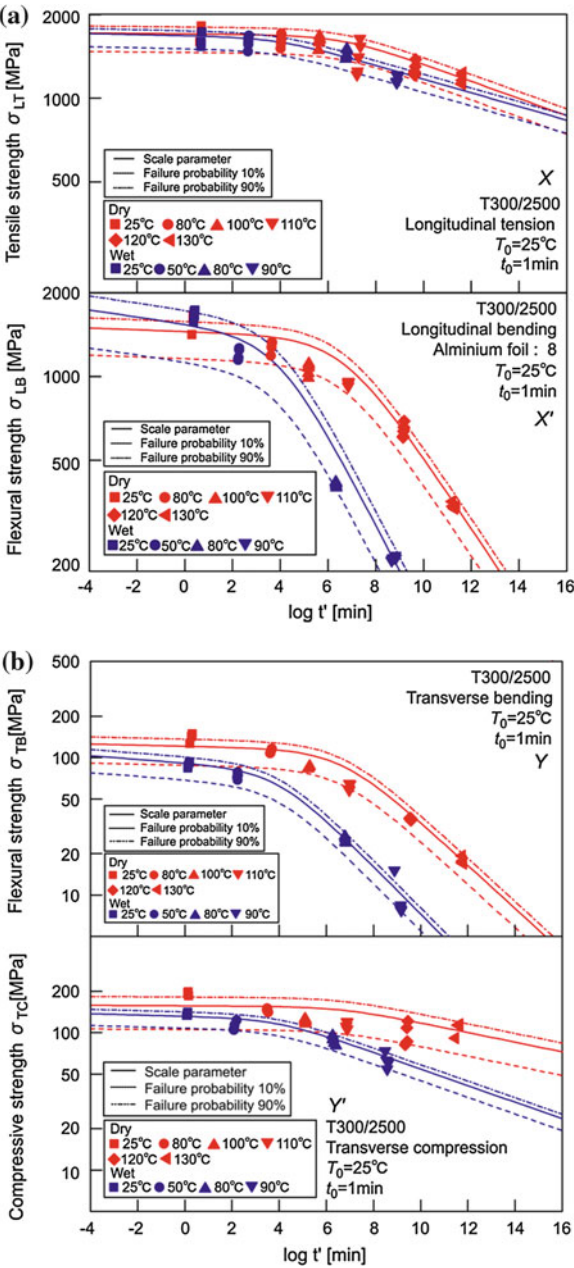 (a)
2000
1000
500
Tensile strength σLT [MPa]
Scale parameter
Failure probability 10%
Failure probability 90%
Dry
25°C 80°C 100°C 110°C
120°C 130°C
Wet
25°C 50°C 80°C 90°C
X
T300/2500
Longitudinal tension
T0=25°C
t0=1min
2000
1000
500
200
Flexural strength σLB [MPa]
T300/2500
Longitudinal bending
Alminium foil : 8
T0=25°C
t0=1min
X'
Scale parameter
Failure probability 10%
Failure probability 90%
Dry
25°C 80°C 100°C 110°C
120°C 130°C
Wet
25°C 50°C 80°C 90°C
-4 -2 0 2 4 6 8 10 12 14 16
log t' [min]
(b)
500
200
100
50
20
10
Flexural strength σTB[MPa]
T300/2500
Transverse bending
T0=25°C
t0=1min
Y
Scale parameter
Failure probability 10%
Failure probability 90%
Dry
25°C 80°C 100°C 110°C
120°C 130°C
Wet
25°C 50°C 80°C 90°C
200
100
50
20
10
Compressive strength σTC[MPa]
Scale parameter
Failure probability 10%
Failure probability 90%
Dry
25°C 80°C 100°C 110°C
120°C 130°C
Wet
25°C 50°C 80°C 90°C
Y'
T300/2500
Transverse compression
T0=25°C
t0=1min
-4 -2 0 2 4 6 8 10 12 14 16
log t' [min]